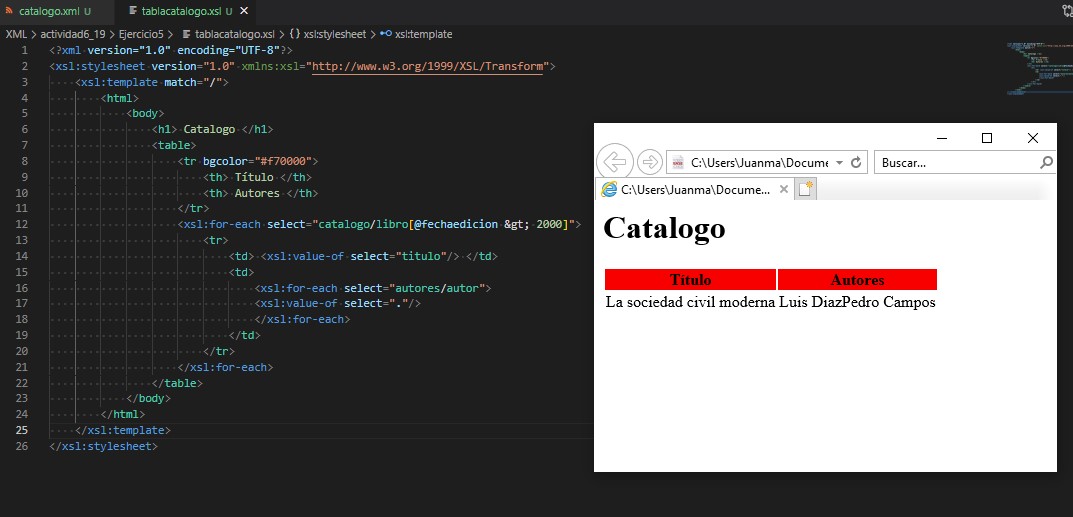 catalogo.xml U
tablacatalogo.xsl U
XML > actividad6_19 > Ejercicio5 > tablacatalogo.xsl > {} xsl:stylesheet > xsl:template
1 <?xml version="1.0" encoding="UTF-8"?>
2 <xsl:stylesheet version="1.0" xmlns:xsl="http://www.w3.org/1999/XSL/Transform">
3 <xsl:template match="/">
4 <html>
5 <body>
6 <h1> Catalogo </h1>
7 <table>
8 <tr bgcolor="#f70000">
9 <th> Título </th>
10 <th> Autores </th>
11 </tr>
12 <xsl:for-each select="catalogo/libro[@fechaedicion &gt; 2000]">
13 <tr>
14 <td> <xsl:value-of select="titulo"/> </td>
15 <td>
16 <xsl:for-each select="autores/autor">
17 <xsl:value-of select="."/>
18 </xsl:for-each>
19 </td>
20 </tr>
21 </xsl:for-each>
22 </table>
23 </body>
24 </html>
25 </xsl:template>
26 </xsl:stylesheet>
C:\Users\Juanma\Docume
Buscar...
C:\Users\Juanma\Docume...
Catalogo
Título Autores
La sociedad civil moderna Luis DiazPedro Campos